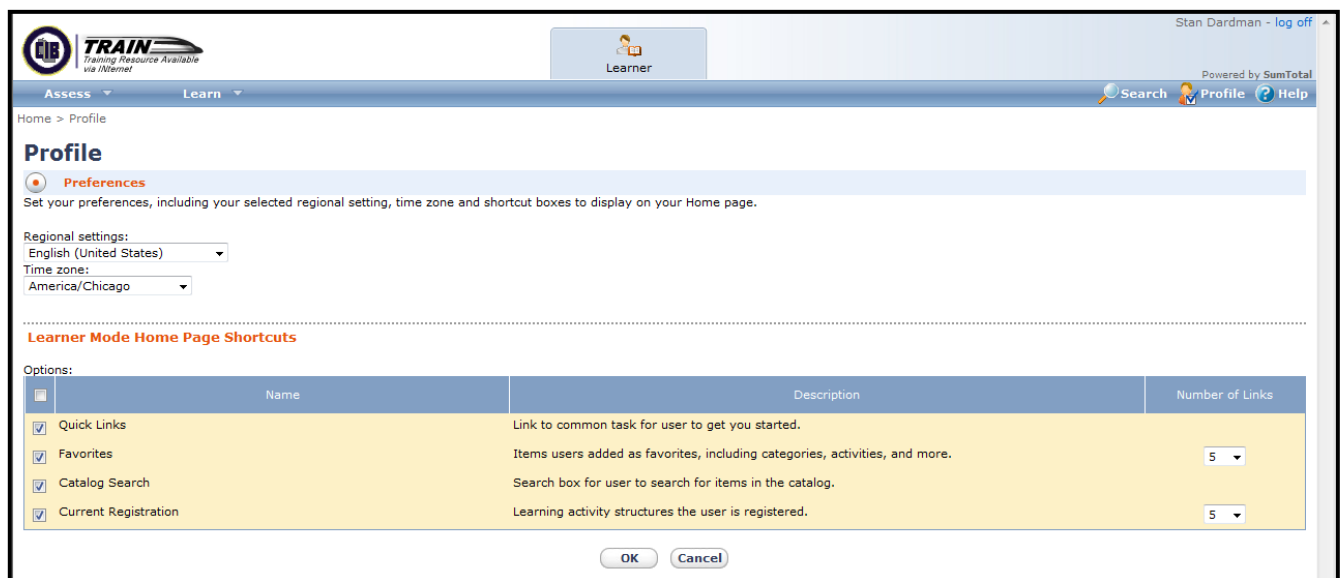 Stan Dardman - log off
TRAIN
Training Resource Available
via INternet
Learner
Powered by SumTotal
Assess Learn Search Profile Help
Home > Profile
Profile
Preferences
Set your preferences, including your selected regional setting, time zone and shortcut boxes to display on your Home page.
Regional settings:
English (United States)
Time zone:
America/Chicago
Learner Mode Home Page Shortcuts
Options:
Name Description Number of Links
Quick Links Link to common task for user to get you started.
Favorites Items users added as favorites, including categories, activities, and more. 5
Catalog Search Search box for user to search for items in the catalog.
Current Registration Learning activity structures the user is registered. 5
OK Cancel